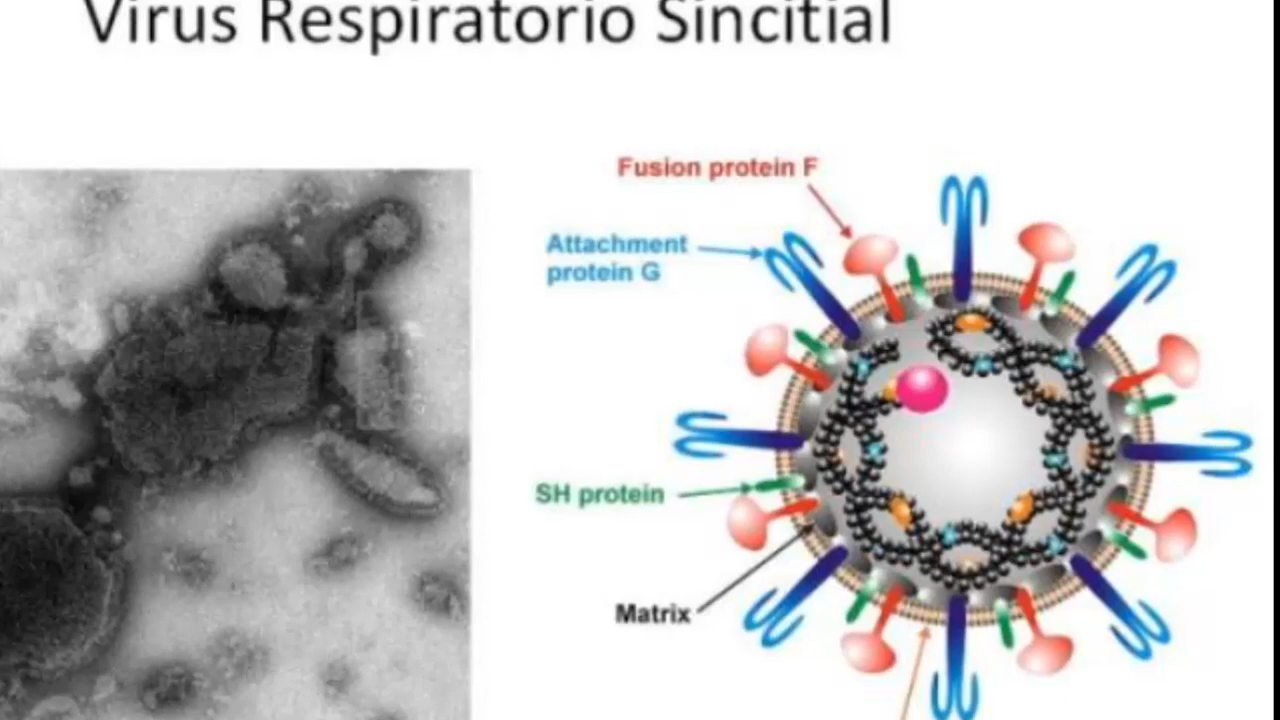 Virus Respiratorio Sincitial
Fusion protein F
Attachment
protein G
SH protein
Matrix